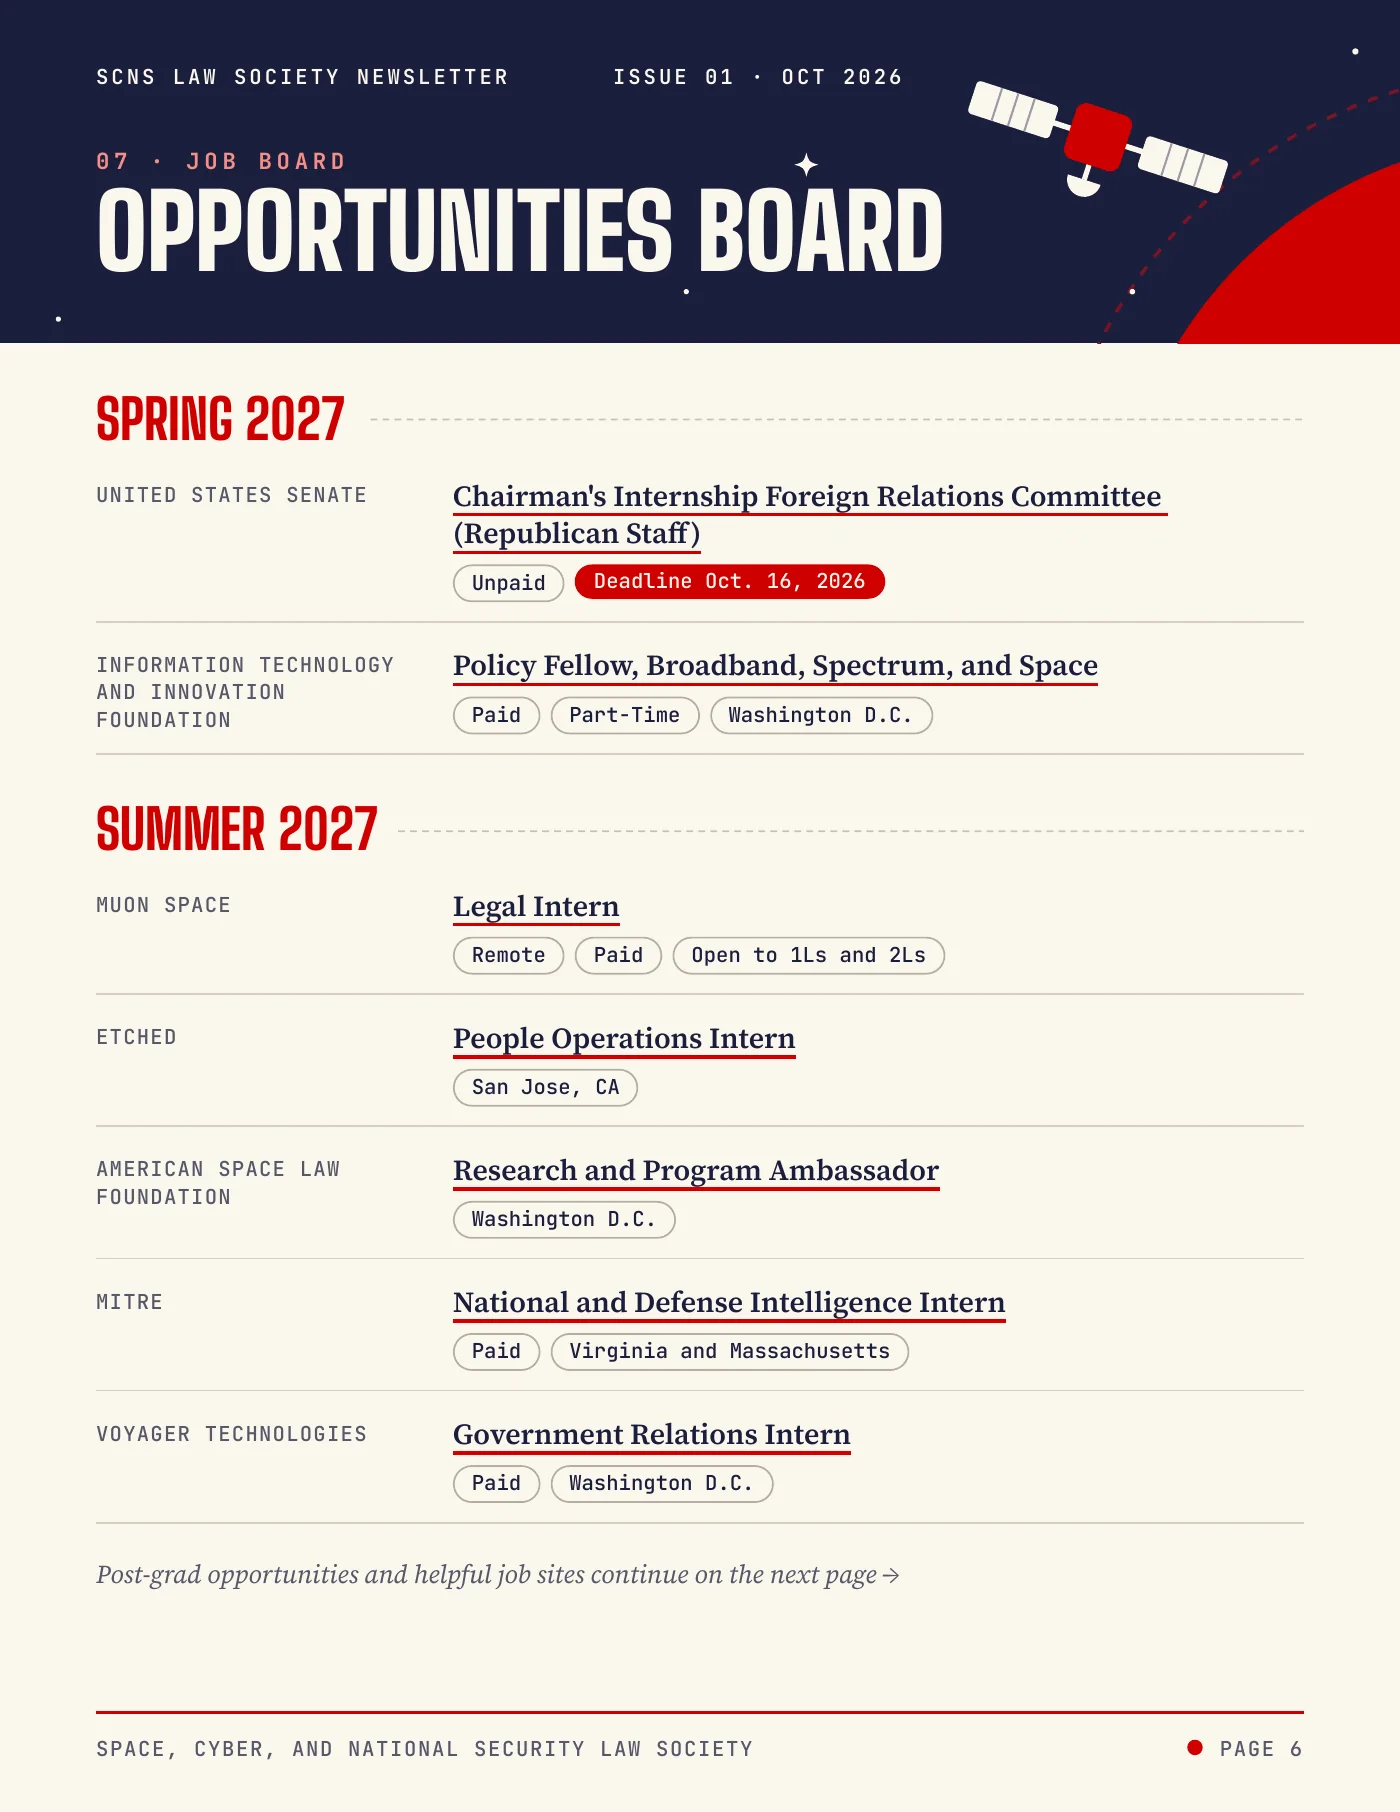 SCNS LAW SOCIETY NEWSLETTER
ISSUE 01 · OCT 2026
07 · JOB BOARD
OPPORTUNITIES BOARD
SPRING 2027
UNITED STATES SENATE
Chairman's Internship Foreign Relations Committee
(Republican Staff)
Unpaid
Deadline Oct. 16, 2026
INFORMATION TECHNOLOGY
AND INNOVATION
FOUNDATION
Policy Fellow, Broadband, Spectrum, and Space
Paid
Part-Time
Washington D.C.
SUMMER 2027
MUON SPACE
Legal Intern
Remote
Paid
Open to 1Ls and 2Ls
ETCHED
People Operations Intern
San Jose, CA
AMERICAN SPACE LAW
FOUNDATION
Research and Program Ambassador
Washington D.C.
MITRE
National and Defense Intelligence Intern
Paid
Virginia and Massachusetts
VOYAGER TECHNOLOGIES
Government Relations Intern
Paid
Washington D.C.
Post-grad opportunities and helpful job sites continue on the next page →
SPACE, CYBER, AND NATIONAL SECURITY LAW SOCIETY
PAGE 6